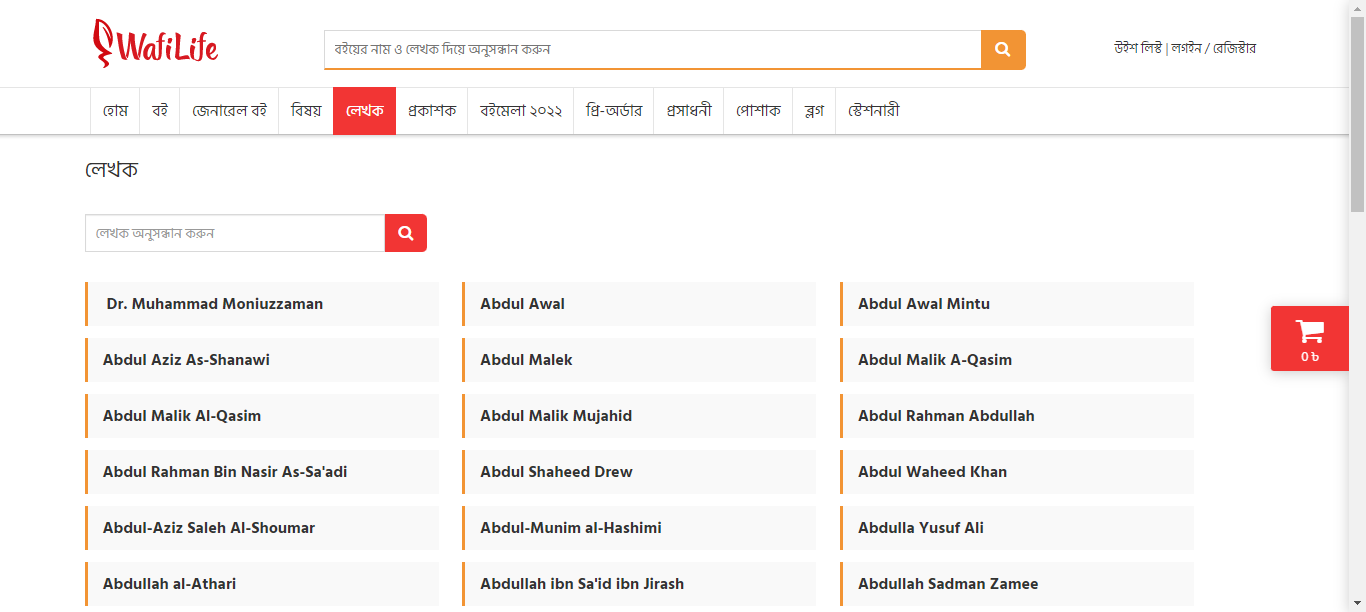 WafiLife
বইয়ের নাম ও লেখক দিয়ে অনুসন্ধান করুন
উইশ লিস্ট | লগইন / রেজিস্টার
হোম বই জেনারেল বই বিষয় লেখক প্রকাশক বইমেলা ২০২২ প্রি-অর্ডার প্রসাধনী পোশাক ব্লগ স্টেশনারী
লেখক
লেখক অনুসন্ধান করুন
Dr. Muhammad Moniuzzaman Abdul Awal Abdul Awal Mintu
0 ৳
Abdul Aziz As-Shanawi Abdul Malek Abdul Malik A-Qasim
Abdul Malik Al-Qasim Abdul Malik Mujahid Abdul Rahman Abdullah
Abdul Rahman Bin Nasir As-Sa'adi Abdul Shaheed Drew Abdul Waheed Khan
Abdul-Aziz Saleh Al-Shoumar Abdul-Munim al-Hashimi Abdulla Yusuf Ali
Abdullah al-Athari Abdullah ibn Sa'id ibn Jirash Abdullah Sadman Zamee